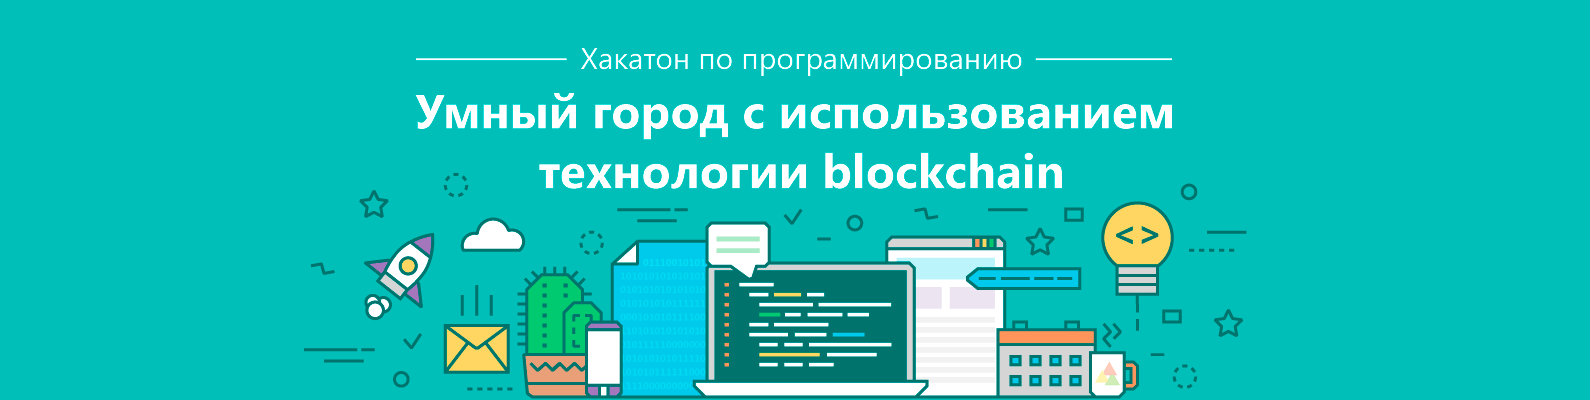 Хакатон по программированию
Умный город с использованием
технологии blockchain
< >